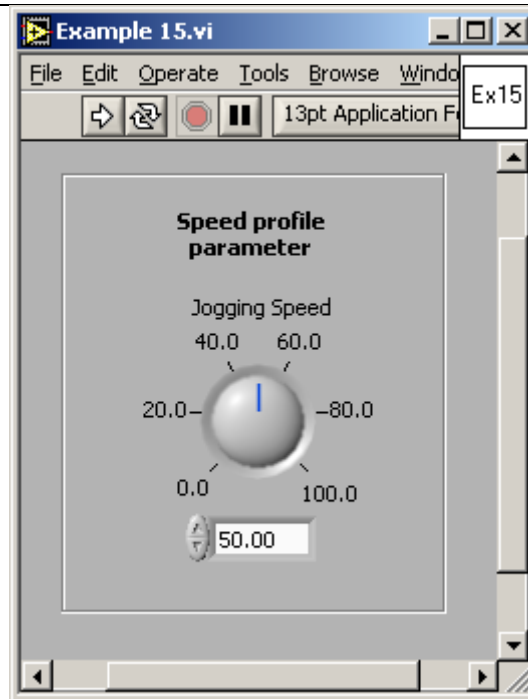 Example 15.vi
File Edit Operate Tools Browse Windo
Ex15
13pt Application F
Speed profile
parameter
Jogging Speed
40.0 60.0
20.0 80.0
0.0 100.0
50.00